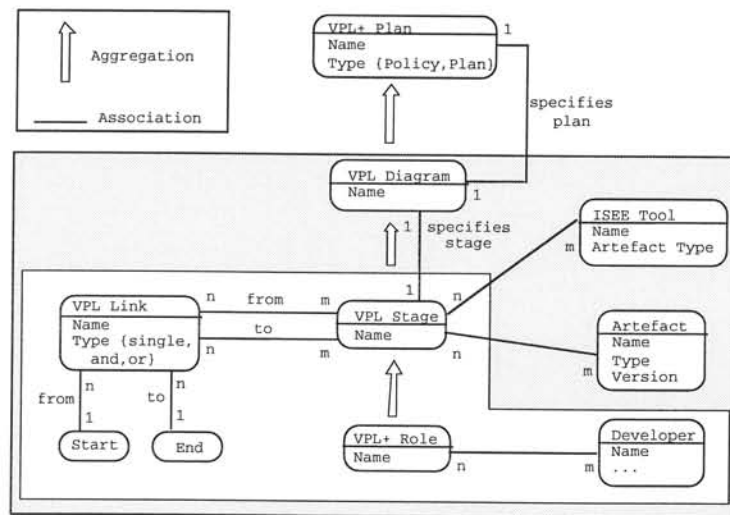 Aggregation
Association
VPL+ Plan
Name
Type {Policy,Plan}
1
specifies
plan
VPL Diagram
Name
1
1
specifies
stage
1
ISEE Tool
Name
Artefact Type
m
VPL Link
Name
Type {single,
and,or}
n
from
m
to
n
m
VPL Stage
Name
n
n
Artefact
Name
Type
Version
m
from
n
1
to
n
1
Start
End
VPL+ Role
Name
n
Developer
Name
...
m